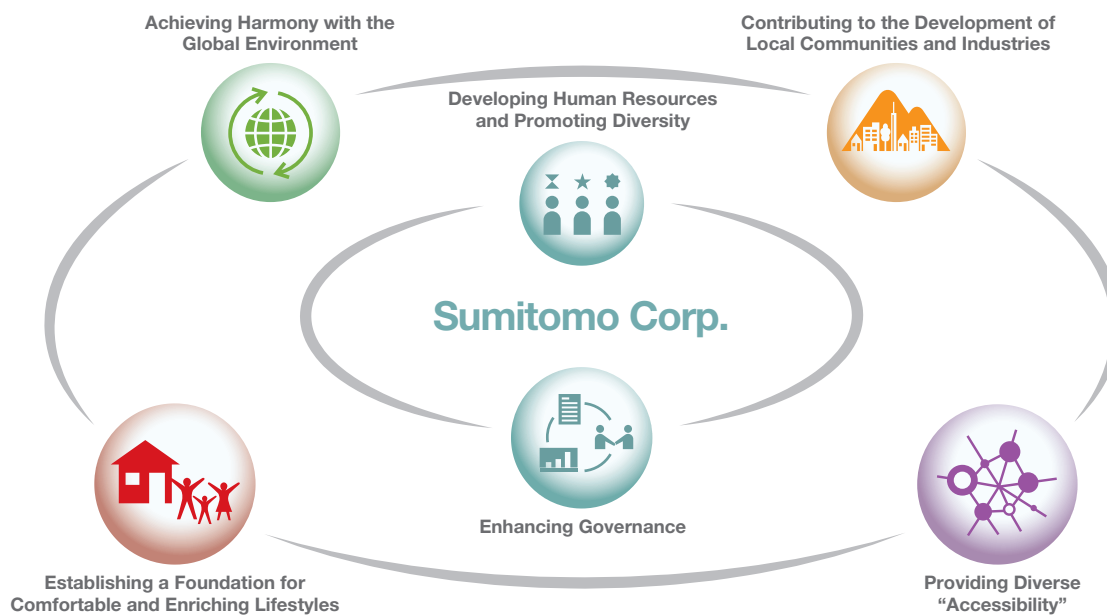 Achieving Harmony with the
Global Environment
Contributing to the Development of
Local Communities and Industries
Developing Human Resources
and Promoting Diversity
Sumitomo Corp.
Enhancing Governance
Establishing a Foundation for
Comfortable and Enriching Lifestyles
Providing Diverse
“Accessibility”